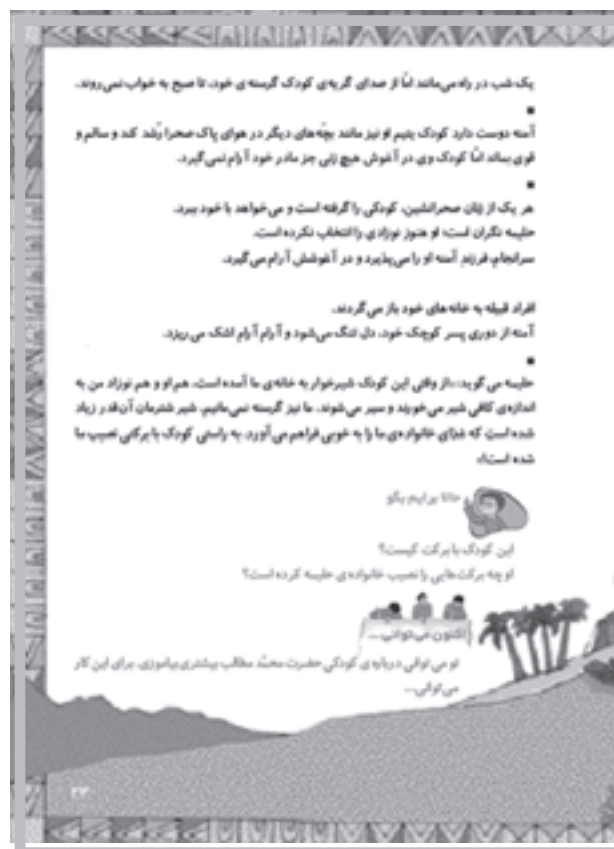 یک شب در راه می‌مانند امّا از صدای گریه‌ی کودک گرسنه‌ی خود، تا صبح به خواب نمی‌روند.
آمنه دوست دارد کودک یتیم او نیز مانند بچّه‌های دیگر در هوای پاک صحرا رُشد کند و سالم و
قوی بماند امّا کودک وی در آغوش هیچ زنی جز مادر خود آرام نمی‌گیرد.
هر یک از زنان صحرانشین، کودکی را گرفته است و می‌خواهد با خود ببرد.
حلیمه نگران است؛ او هنوز نوزادی را انتخاب نکرده است.
سرانجام، فرزندِ آمنه او را می‌پذیرد و در آغوشش آرام می‌گیرد.
افراد قبیله به خانه‌های خود باز می‌گردند.
آمنه از دوری پسر کوچک خود، دل تنگ می‌شود و آرام آرام اشک می‌ریزد.
حلیمه می‌گوید: «از وقتی این کودک شیرخوار به خانه‌ی ما آمده است، هم او و هم نوزاد من به
اندازه‌ی کافی شیر می‌خورند و سیر می‌شوند. ما نیز گرسنه نمی‌مانیم. شیر شترمان آن‌قدر زیاد
شده است که غذای خانواده‌ی ما را به خوبی فراهم می‌آورد. به راستی کودک با برکتی نصیب ما
شده است!»
حالا برایم بگو
این کودک با برکت کیست؟
او چه برکت‌هایی را نصیب خانواده‌ی حلیمه کرده است؟
اکنون می‌توانی....
تو می‌توانی درباره‌ی کودکی حضرت محمّد مطالب بیشتری بیاموزی. برای این کار
می‌توانی...
۲۳